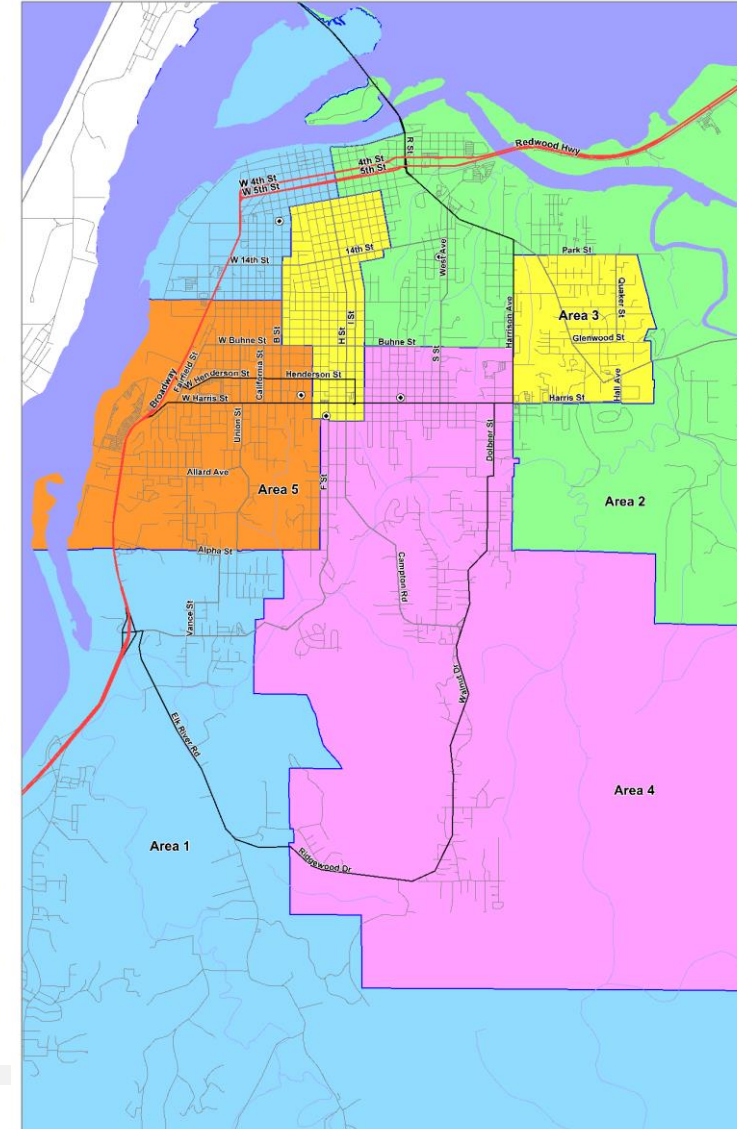 R St
Redwood Hwy
4th St
5th St
W 4th St
W 5th St
14th St
West Ave
W 14th St
Park St
Harrison Ave
Quaker St
Area 3
H St
I St
B St
W Buhne St
Buhne St
S St
Glenwood St
Fairfield St
California St
Henderson St
W Henderson St
Hall Ave
Broadway
W Harris St
Harris St
Union St
Dolbeer St
Allard Ave
F St
Area 5
Area 2
Alpha St
Campton Rd
Vance St
Walnut Dr
Elk River Rd
Area 4
Area 1
Ridgewood Dr